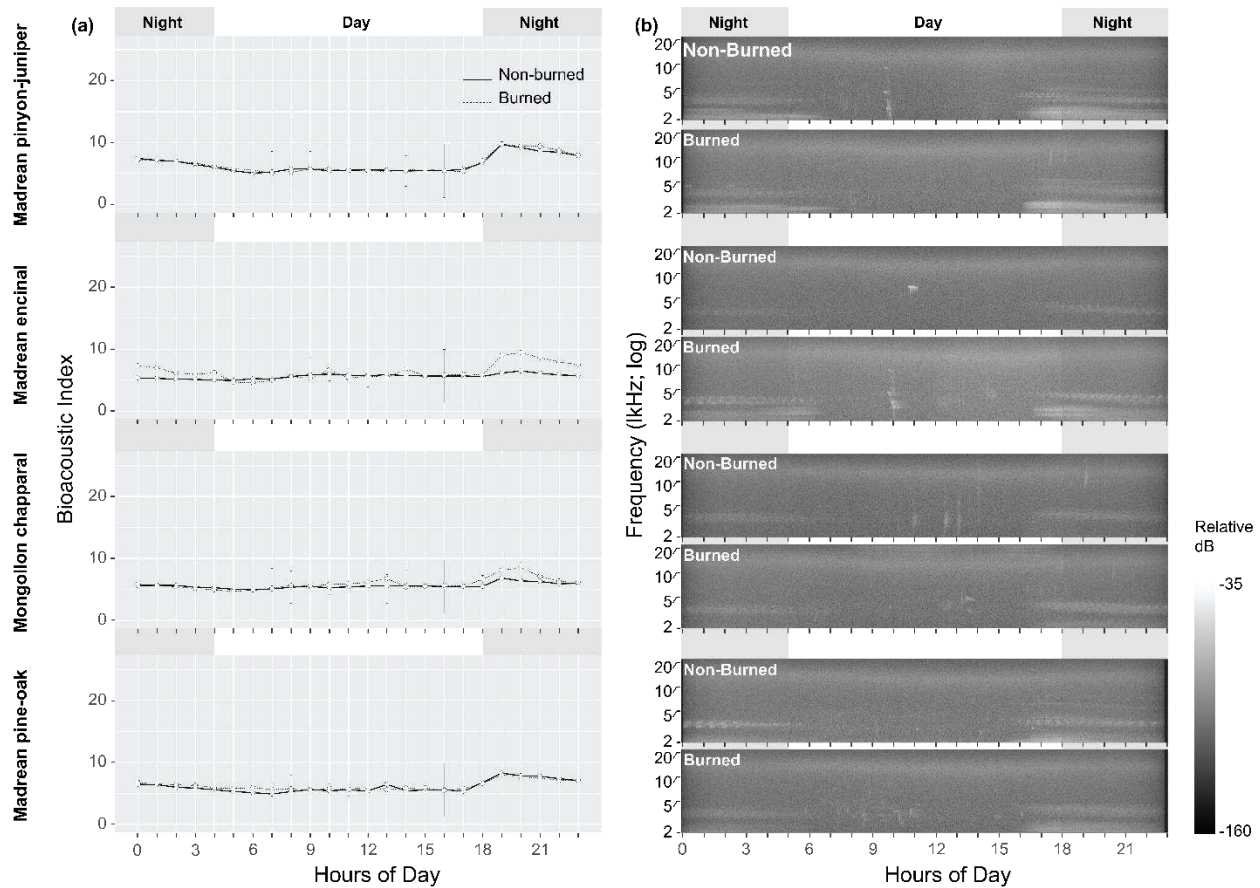 Night
(a)
Day
Night
Madrean pinyon-juniper
Madrean encinal
Mongollon chapparal
Madrean pine-oak
Bioacoustic Index
Non-burned
Burned
20
10
0
20
10
0
20
10
0
20
10
0
0
3
6
9
12
15
18
21
Hours of Day
(b)
Night
Day
Night
Frequency (lkHz; log)
Non-Burned
20
10
5
2
Burned
20
10
5
2
Non-Burned
20
10
5
2
Burned
20
10
5
2
Non-Burned
20
10
5
2
Burned
20
10
5
2
Non-Burned
20
10
5
2
Burned
20
10
5
2
0
3
6
9
12
15
18
21
Hours of Day
Relative
dB
-35
-160